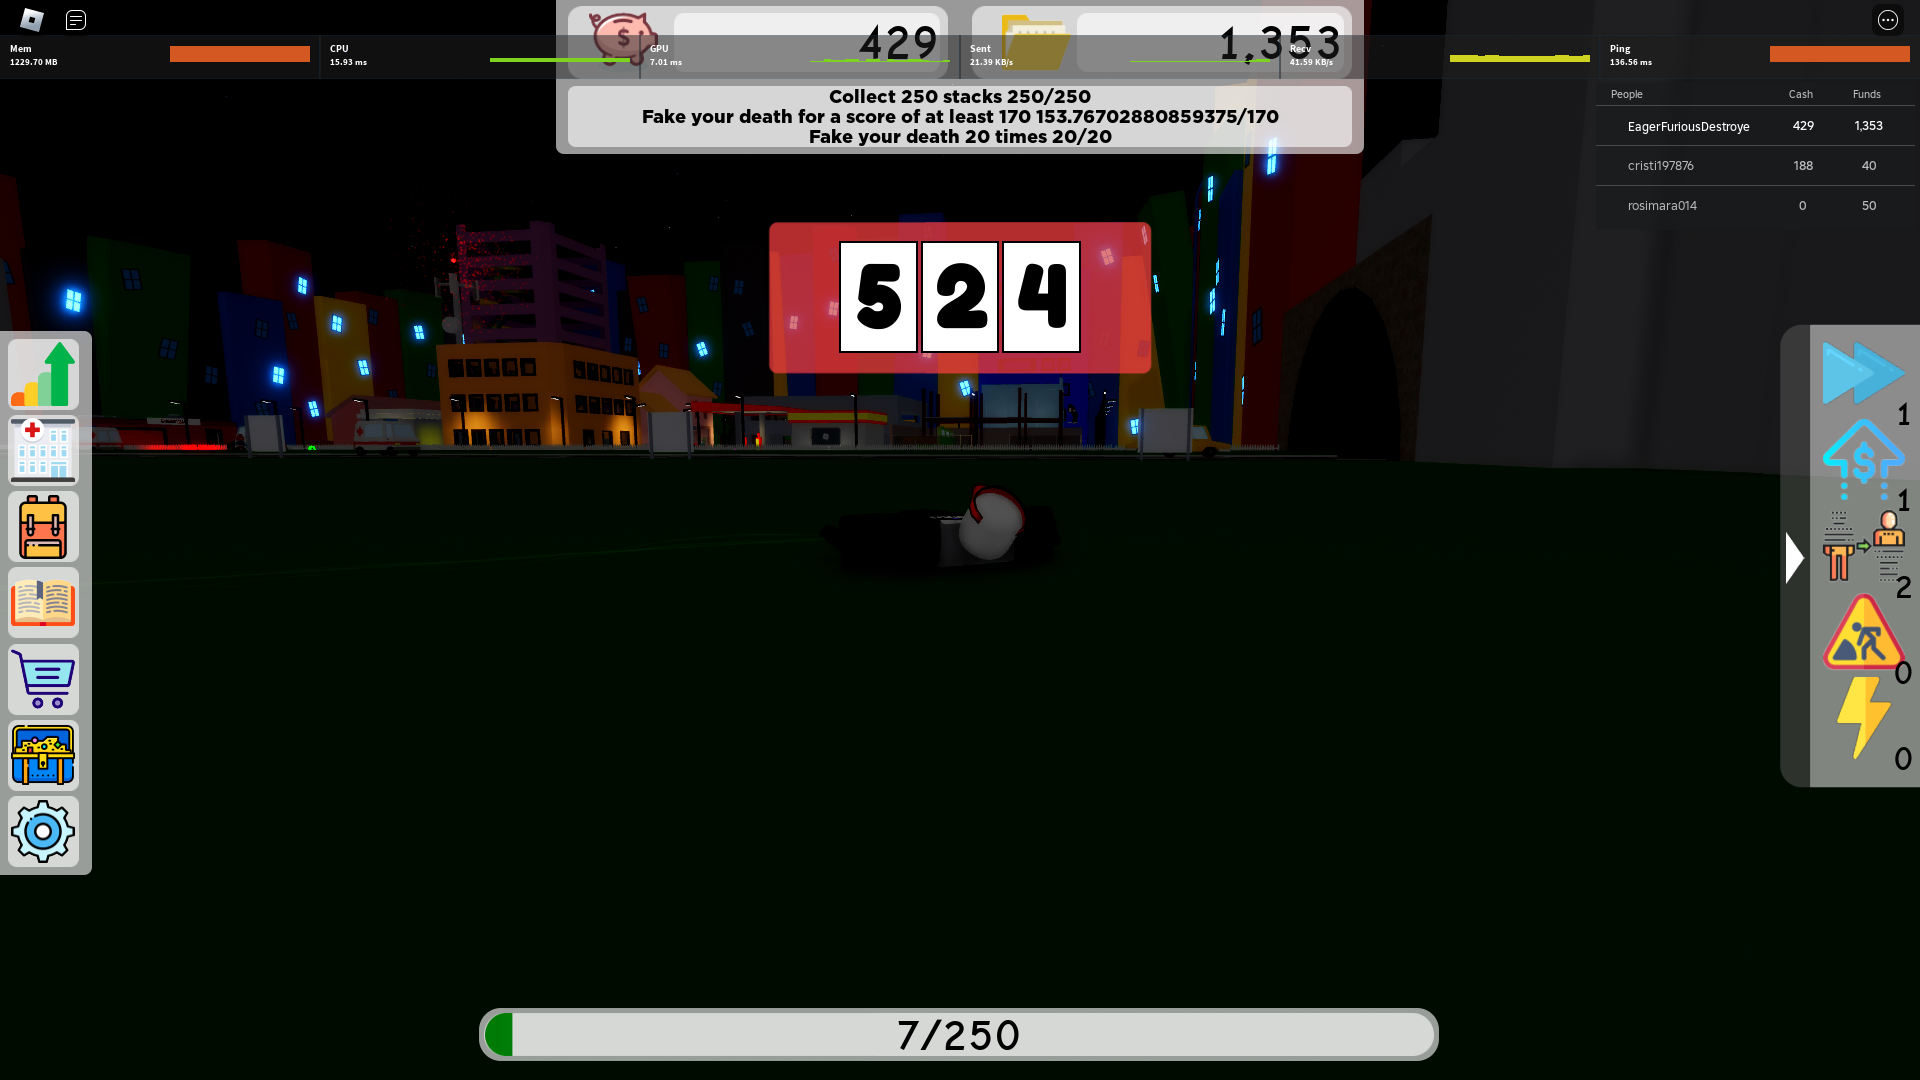 429
1,353
Mem
1229.70 MB
CPU
15.93 ms
GPU
7.01 ms
Sent
21.39 KB/s
Recv
41.59 KB/s
Ping
136.56 ms
Collect 250 stacks 250/250
Fake your death for a score of at least 170 153.76702880859375/170
Fake your death 20 times 20/20
People Cash Funds
EagerFuriousDestroye 429 1,353
cristi197876 188 40
rosimara014 0 50
5 2 4
1
1
2
0
0
7/250